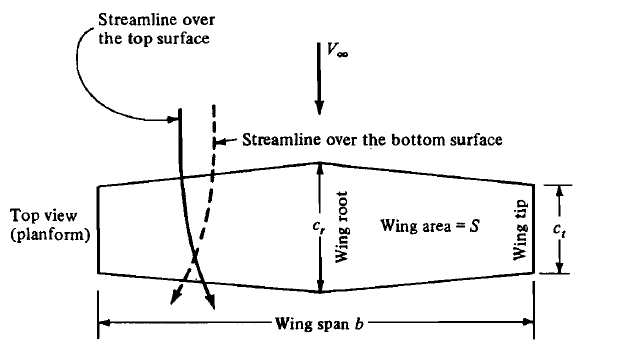 Streamline over
the top surface
V∞
Streamline over the bottom surface
Top view
(planform)
cr
Wing root
Wing area = S
Wing tip
ct
Wing span b